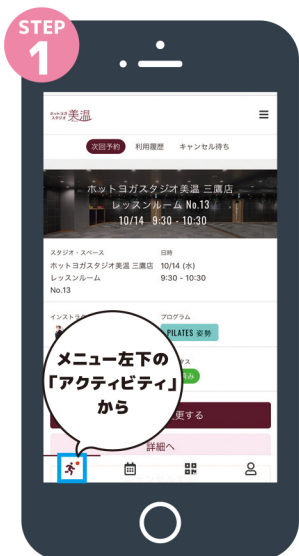 STEP
1
ホットヨガ
スタジオ 美温
次回予約 利用履歴 キャンセル待ち
ホットヨガスタジオ美温 三鷹店
レッスンルーム No.13
10/14 9:30 - 10:30
スタジオ・スペース 日時
ホットヨガスタジオ美温 三鷹店 10/14 (水)
レッスンルーム 9:30 - 10:30
No.13
インストラ プログラム
PILATES 姿勢
メニュー左下の
「アクティビティ」
から
更する
詳細へ